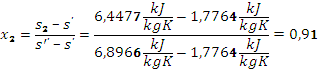 x₂ = (s₂ − s′) / (s″ − s′) = (6,4477 kJ/kgK − 1,7764 kJ/kgK) / (6,8966 kJ/kgK − 1,7764 kJ/kgK) = 0,91